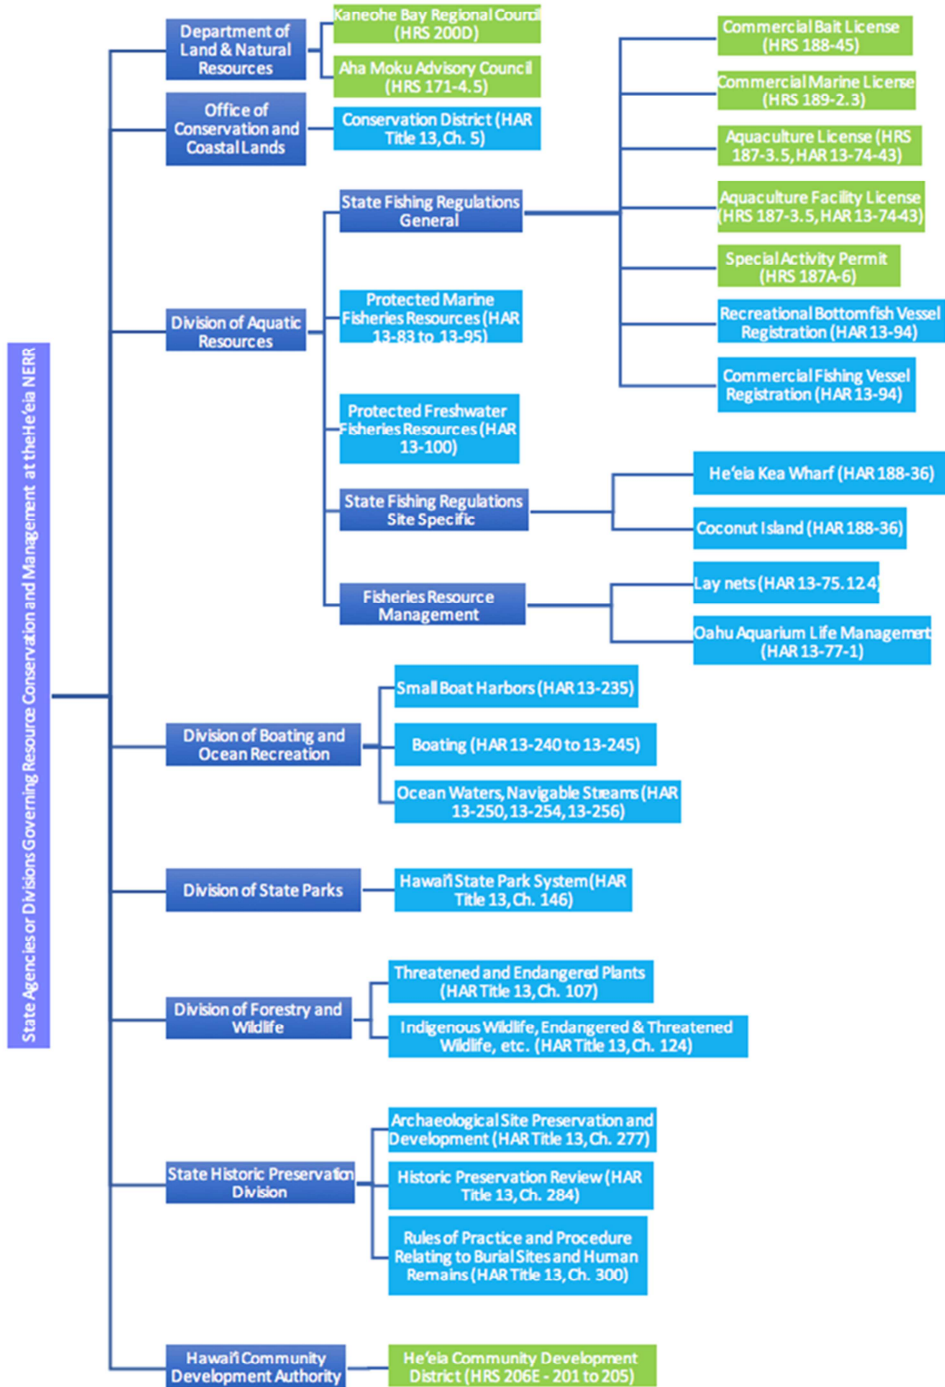 State Agencies or Divisions Governing Resource Conservation and Management at the He'eia NERR
Department of
Land & Natural
Resources
Kaneohe Bay Regional Council
(HRS 200D)
Aha Moku Advisory Council
(HRS 171-4.5)
Office of
Conservation and
Coastal Lands
Conservation District (HAR
Title 13, Ch. 5)
Division of Aquatic
Resources
State Fishing Regulations
General
Commercial Bait License
(HRS 188-45)
Commercial Marine License
(HRS 189-2.3)
Aquaculture License (HRS
187-3.5, HAR 13-74-43)
Aquaculture Facility License
(HRS 187-3.5, HAR 13-74-43)
Special Activity Permit
(HRS 187A-6)
Recreational Bottomfish Vessel
Registration (HAR 13-94)
Commercial Fishing Vessel
Registration (HAR 13-94)
Protected Marine
Fisheries Resources (HAR
13-83 to 13-95)
Protected Freshwater
Fisheries Resources (HAR
13-100)
State Fishing Regulations
Site Specific
He'eia Kea Wharf (HAR 188-36)
Coconut Island (HAR 188-36)
Fisheries Resource
Management
Lay nets (HAR 13-75. 12.4)
Oahu Aquarium Life Management
(HAR 13-77-1)
Division of Boating and
Ocean Recreation
Small Boat Harbors (HAR 13-235)
Boating (HAR 13-240 to 13-245)
Ocean Waters, Navigable Streams (HAR
13-250, 13-254, 13-256)
Division of State Parks
Hawai'i State Park System (HAR
Title 13, Ch. 146)
Division of Forestry and
Wildlife
Threatened and Endangered Plants
(HAR Title 13, Ch. 107)
Indigenous Wildlife, Endangered & Threatened
Wildlife, etc. (HAR Title 13, Ch. 124)
State Historic Preservation
Division
Archaeological Site Preservation and
Development (HAR Title 13, Ch. 277)
Historic Preservation Review (HAR
Title 13, Ch. 284)
Rules of Practice and Procedure
Relating to Burial Sites and Human
Remains (HAR Title 13, Ch. 300)
Hawai'i Community
Development Authority
He'eia Community Development
District (HRS 206E - 201 to 205)